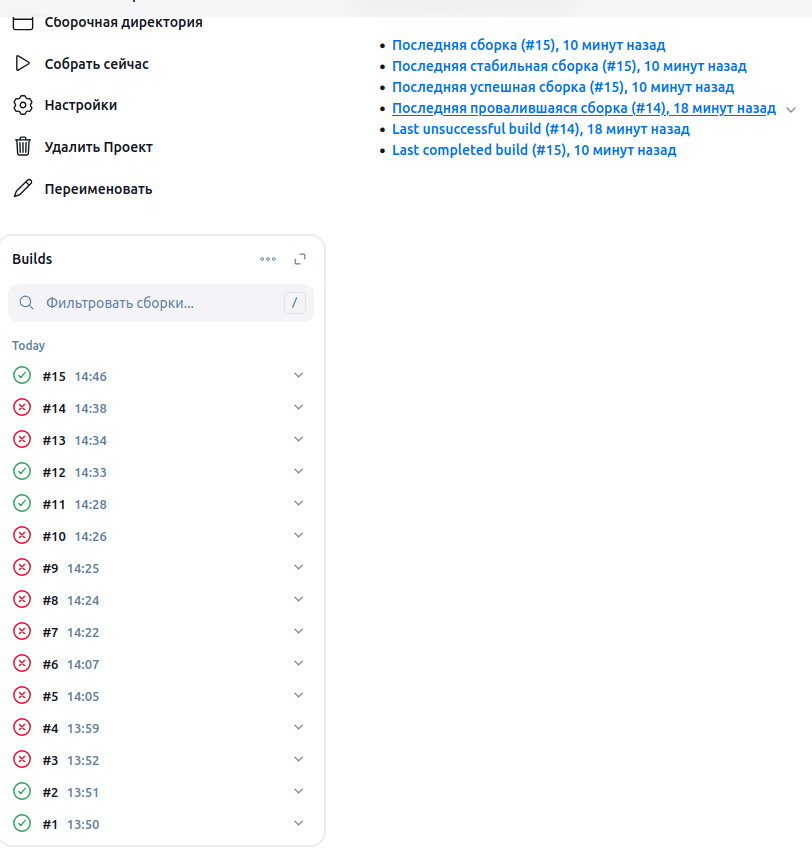 Сборочная директория
Собрать сейчас
Настройки
Удалить Проект
Переименовать
Последняя сборка (#15), 10 минут назад
Последняя стабильная сборка (#15), 10 минут назад
Последняя успешная сборка (#15), 10 минут назад
Последняя провалившаяся сборка (#14), 18 минут назад
Last unsuccessful build (#14), 18 минут назад
Last completed build (#15), 10 минут назад
Builds
Фильтровать сборки... /
Today
#15 14:46
#14 14:38
#13 14:34
#12 14:33
#11 14:28
#10 14:26
#9 14:25
#8 14:24
#7 14:22
#6 14:07
#5 14:05
#4 13:59
#3 13:52
#2 13:51
#1 13:50